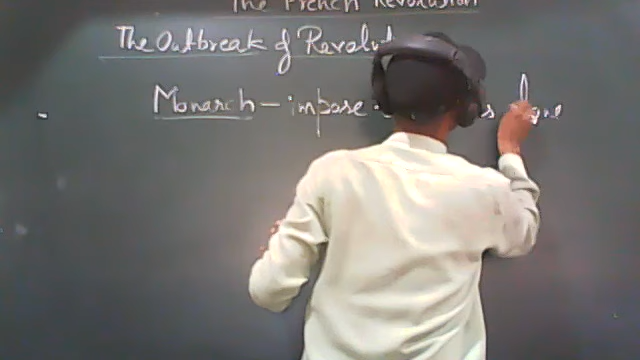 The French Revolution
The Outbreak of Revolut
Monarch - impose